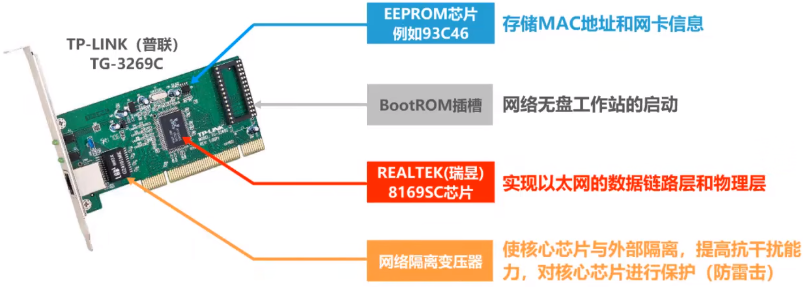 TP-LINK（普联）
TG-3269C
EEPROM芯片
例如93C46
存储MAC地址和网卡信息
BootROM插槽
网络无盘工作站的启动
REALTEK(瑞昱)
8169SC芯片
实现以太网的数据链路层和物理层
网络隔离变压器
使核心芯片与外部隔离，提高抗干扰能
力，对核心芯片进行保护（防雷击）
TP-LINK